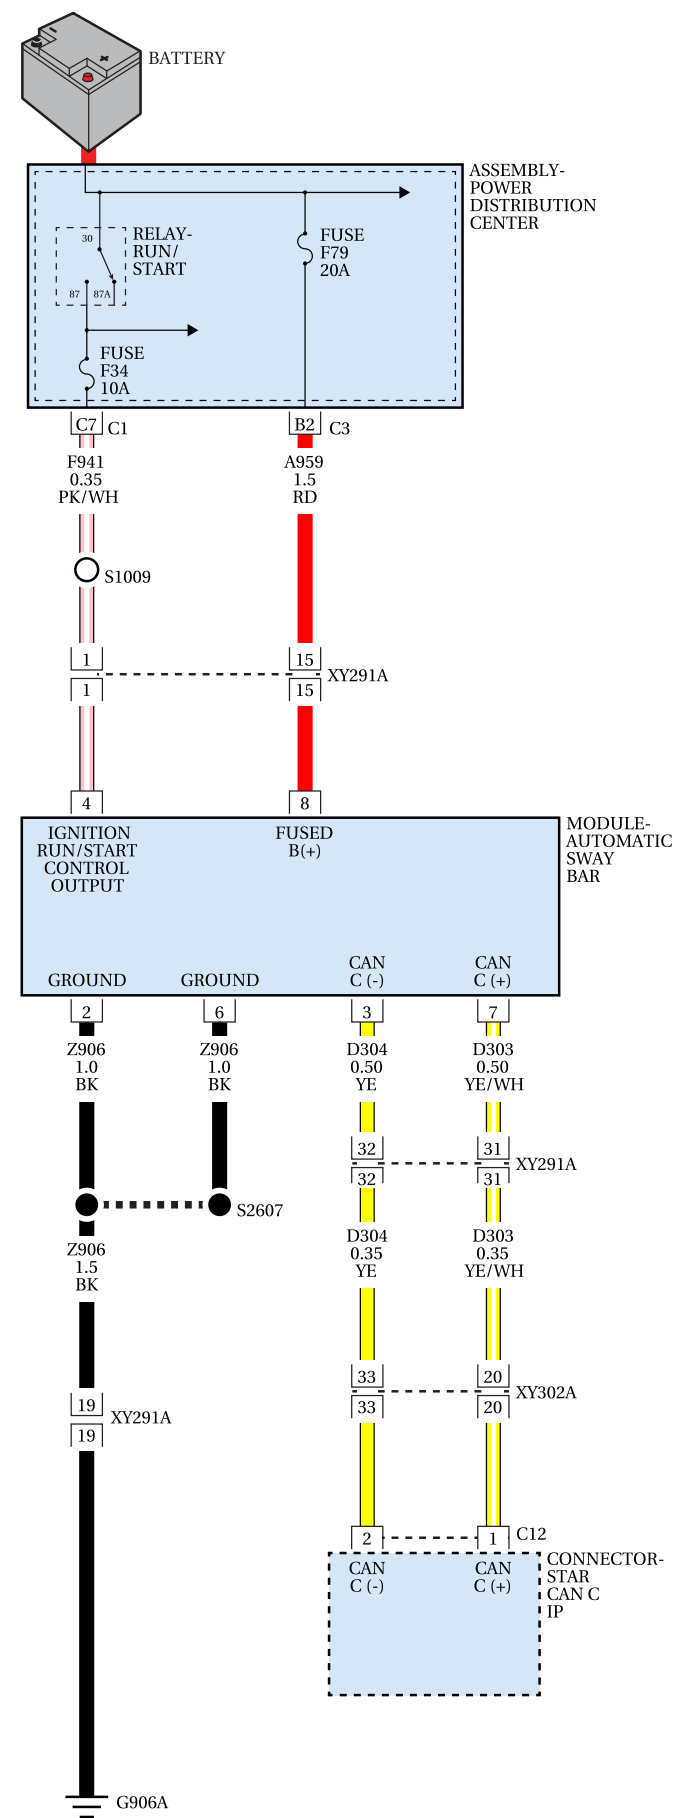 BATTERY
ASSEMBLY-
POWER
DISTRIBUTION
CENTER
30
RELAY-
RUN/
START
87
87A
FUSE
F79
20A
FUSE
F34
10A
C7
C1
B2
C3
F941
0.35
PK/WH
A959
1.5
RD
S1009
1
15
XY291A
1
15
4
8
MODULE-
AUTOMATIC
SWAY
BAR
IGNITION
RUN/START
CONTROL
OUTPUT
FUSED
B(+)
GROUND
GROUND
CAN
C (-)
CAN
C (+)
2
6
3
7
Z906
1.0
BK
Z906
1.0
BK
D304
0.50
YE
D303
0.50
YE/WH
32
31
XY291A
32
31
S2607
Z906
1.5
BK
D304
0.35
YE
D303
0.35
YE/WH
33
20
XY302A
33
20
19
XY291A
19
2
1
C12
CONNECTOR-
STAR
CAN C
IP
CAN
C (-)
CAN
C (+)
G906A